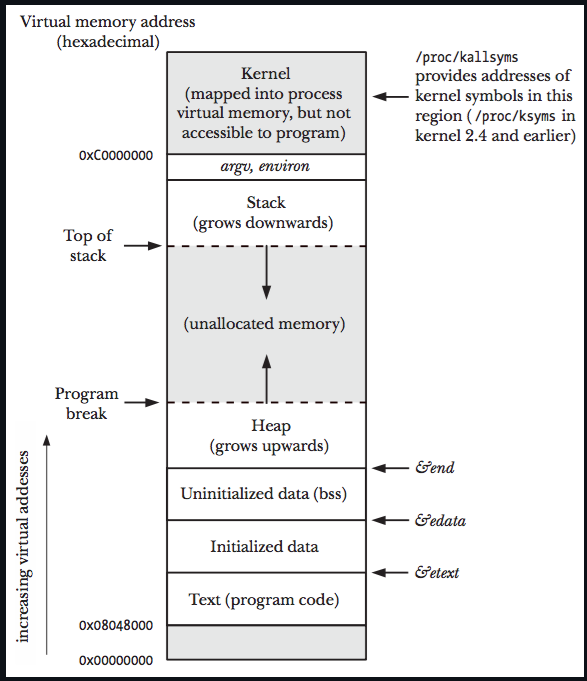 Virtual memory address
(hexadecimal)
Kernel
(mapped into process
virtual memory, but not
accessible to program)
/proc/kallsyms
provides addresses of
kernel symbols in this
region (/proc/ksyms in
kernel 2.4 and earlier)
0xC0000000
argv, environ
Stack
(grows downwards)
Top of
stack
(unallocated memory)
Program
break
Heap
(grows upwards)
&end
Uninitialized data (bss)
&edata
Initialized data
&etext
Text (program code)
0x08048000
0x00000000
increasing virtual addesses